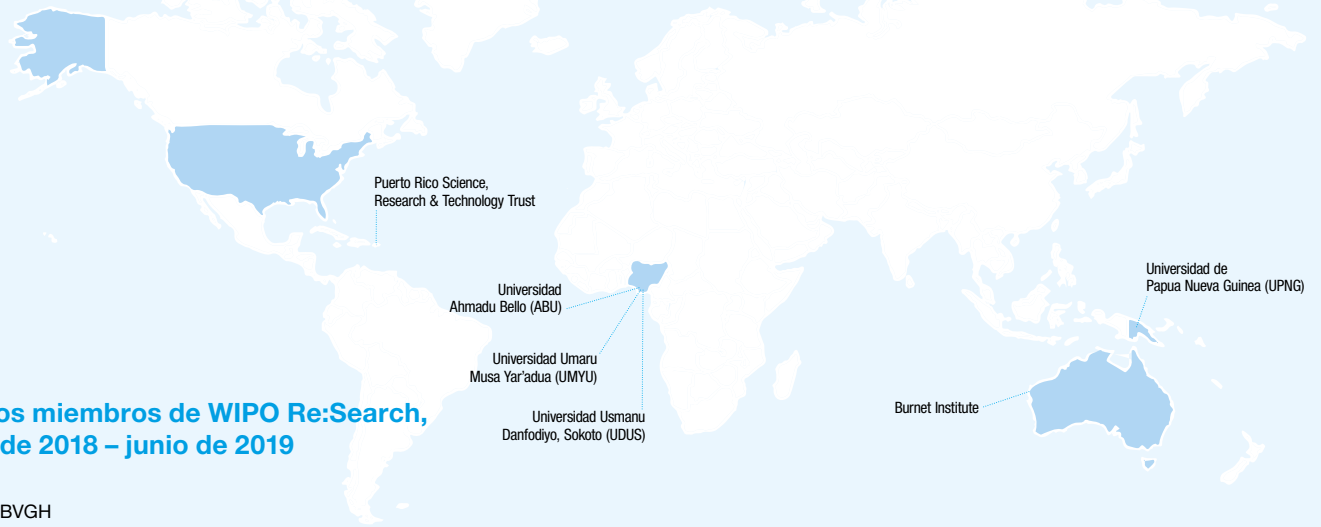 Puerto Rico Science,
Research & Technology Trust
Universidad
Ahmadu Bello (ABU)
Universidad Umaru
Musa Yar'adua (UMYU)
Universidad Usmanu
Danfodiyo, Sokoto (UDUS)
Universidad de
Papua Nueva Guinea (UPNG)
Burnet Institute
os miembros de WIPO Re:Search,
de 2018 – junio de 2019
BVGH